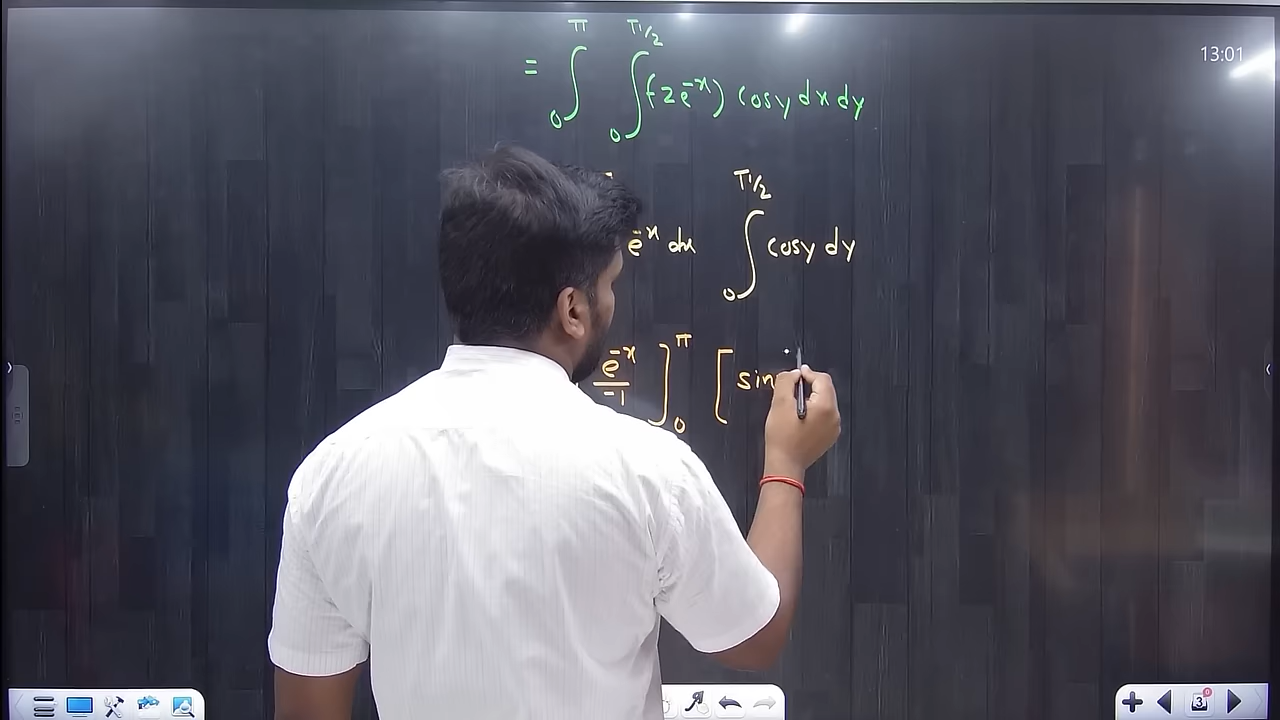 13:01
= ∫₀^π ∫₀^π/2 (-2e^-x) cosy dx dy
e^-x dx ∫₀^π/2 cosy dy
e^-x/-1 ]₀^π [ sin
3